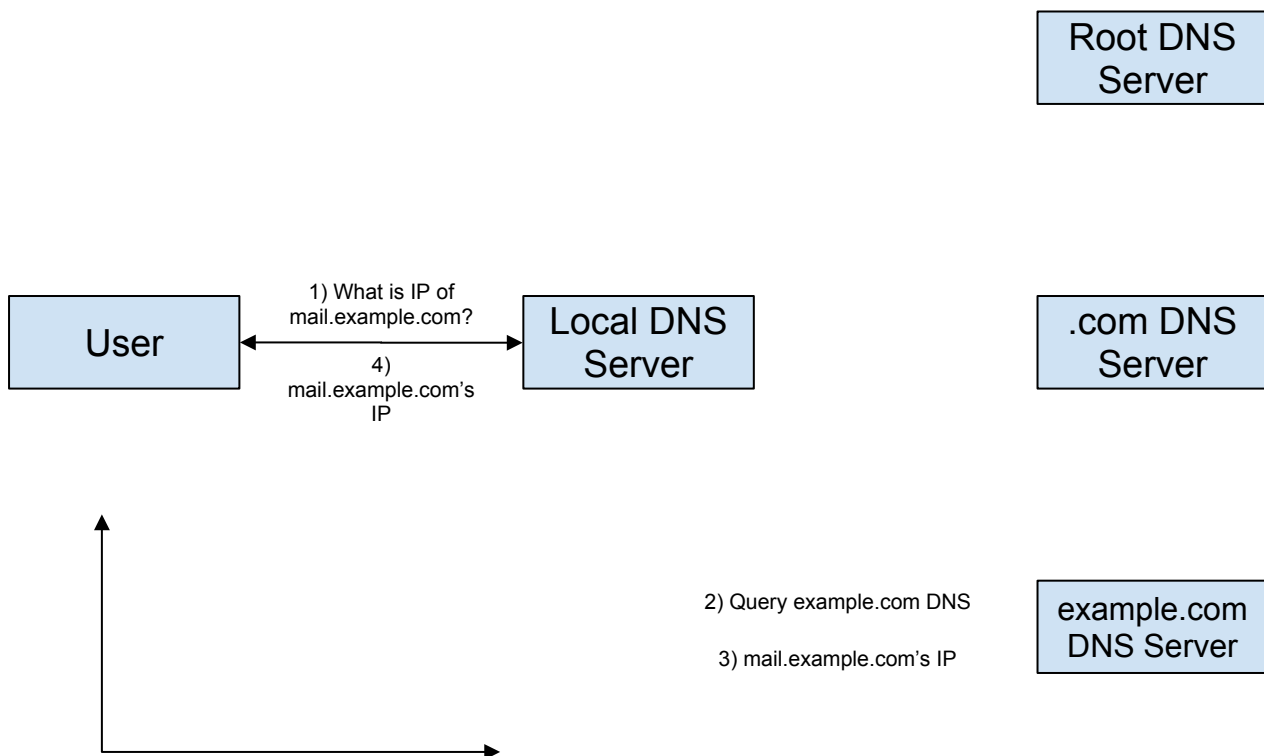 Root DNS
Server
1) What is IP of
mail.example.com?
User
Local DNS
Server
.com DNS
Server
4)
mail.example.com’s
IP
2) Query example.com DNS
3) mail.example.com’s IP
example.com
DNS Server